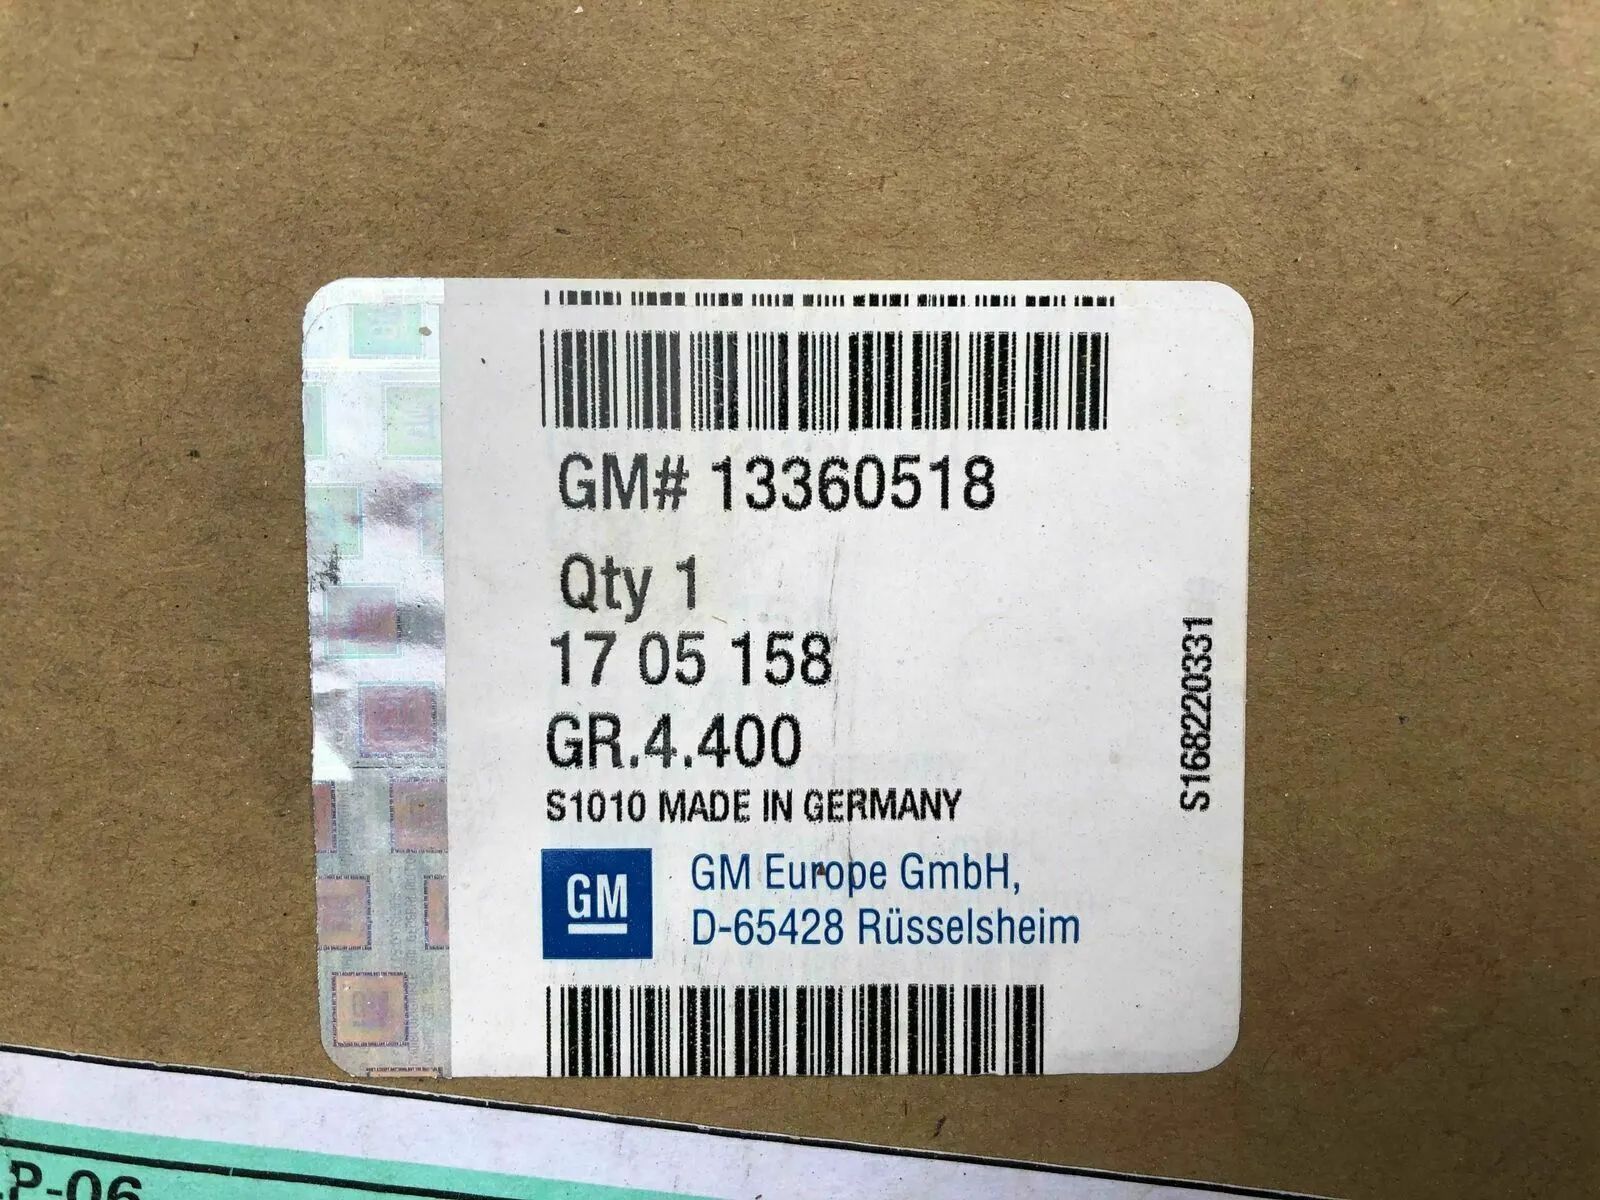 GM# 13360518
Qty 1
17 05 158
GR.4.400
S1010 MADE IN GERMANY
GM
GM Europe GmbH,
D-65428 Rüsselsheim
S168220331
P-06